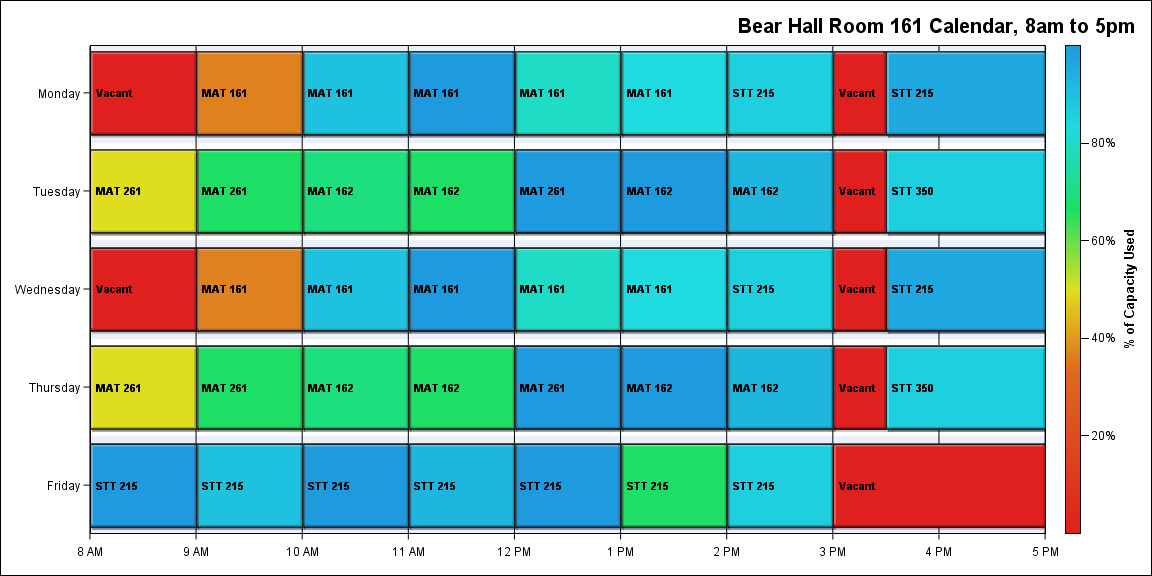 Bear Hall Room 161 Calendar, 8am to 5pm
Monday
Vacant
MAT 161
MAT 161
MAT 161
MAT 161
MAT 161
STT 215
Vacant
STT 215
Tuesday
MAT 261
MAT 261
MAT 162
MAT 162
MAT 261
MAT 162
MAT 162
Vacant
STT 350
Wednesday
Vacant
MAT 161
MAT 161
MAT 161
MAT 161
MAT 161
STT 215
Vacant
STT 215
Thursday
MAT 261
MAT 261
MAT 162
MAT 162
MAT 261
MAT 162
MAT 162
Vacant
STT 350
Friday
STT 215
STT 215
STT 215
STT 215
STT 215
STT 215
STT 215
Vacant
8 AM
9 AM
10 AM
11 AM
12 PM
1 PM
2 PM
3 PM
4 PM
5 PM
80%
60%
40%
20%
% of Capacity Used